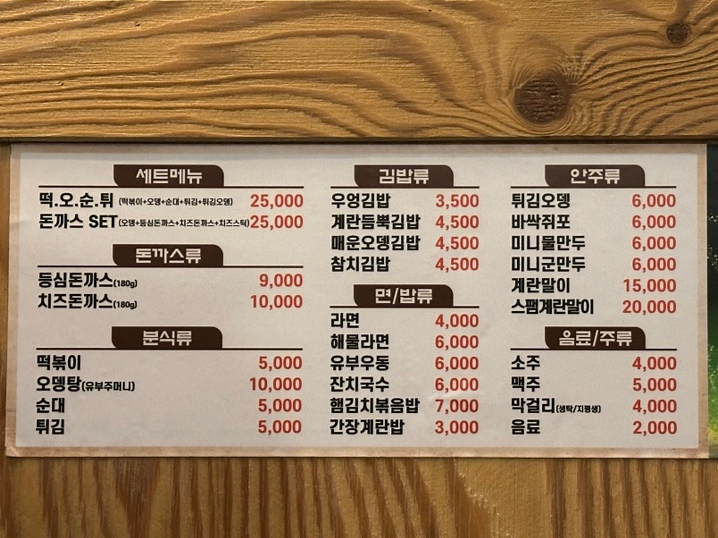 세트메뉴
떡.오.순.튀 (떡볶이+오뎅+순대+튀김+튀김오뎅) 25,000
돈까스 SET (오뎅+등심돈까스+치즈돈까스+치즈스틱) 25,000
돈까스류
등심돈까스(180g) 9,000
치즈돈까스(180g) 10,000
분식류
떡볶이 5,000
오뎅탕(유부주머니) 10,000
순대 5,000
튀김 5,000
김밥류
우엉김밥 3,500
계란듬뿍김밥 4,500
매운오뎅김밥 4,500
참치김밥 4,500
면/밥류
라면 4,000
해물라면 6,000
유부우동 6,000
잔치국수 6,000
햄김치볶음밥 7,000
간장계란밥 3,000
안주류
튀김오뎅 6,000
바싹쥐포 6,000
미니물만두 6,000
미니군만두 6,000
계란말이 15,000
스팸계란말이 20,000
음료/주류
소주 4,000
맥주 5,000
막걸리(생탁/지평생) 4,000
음료 2,000